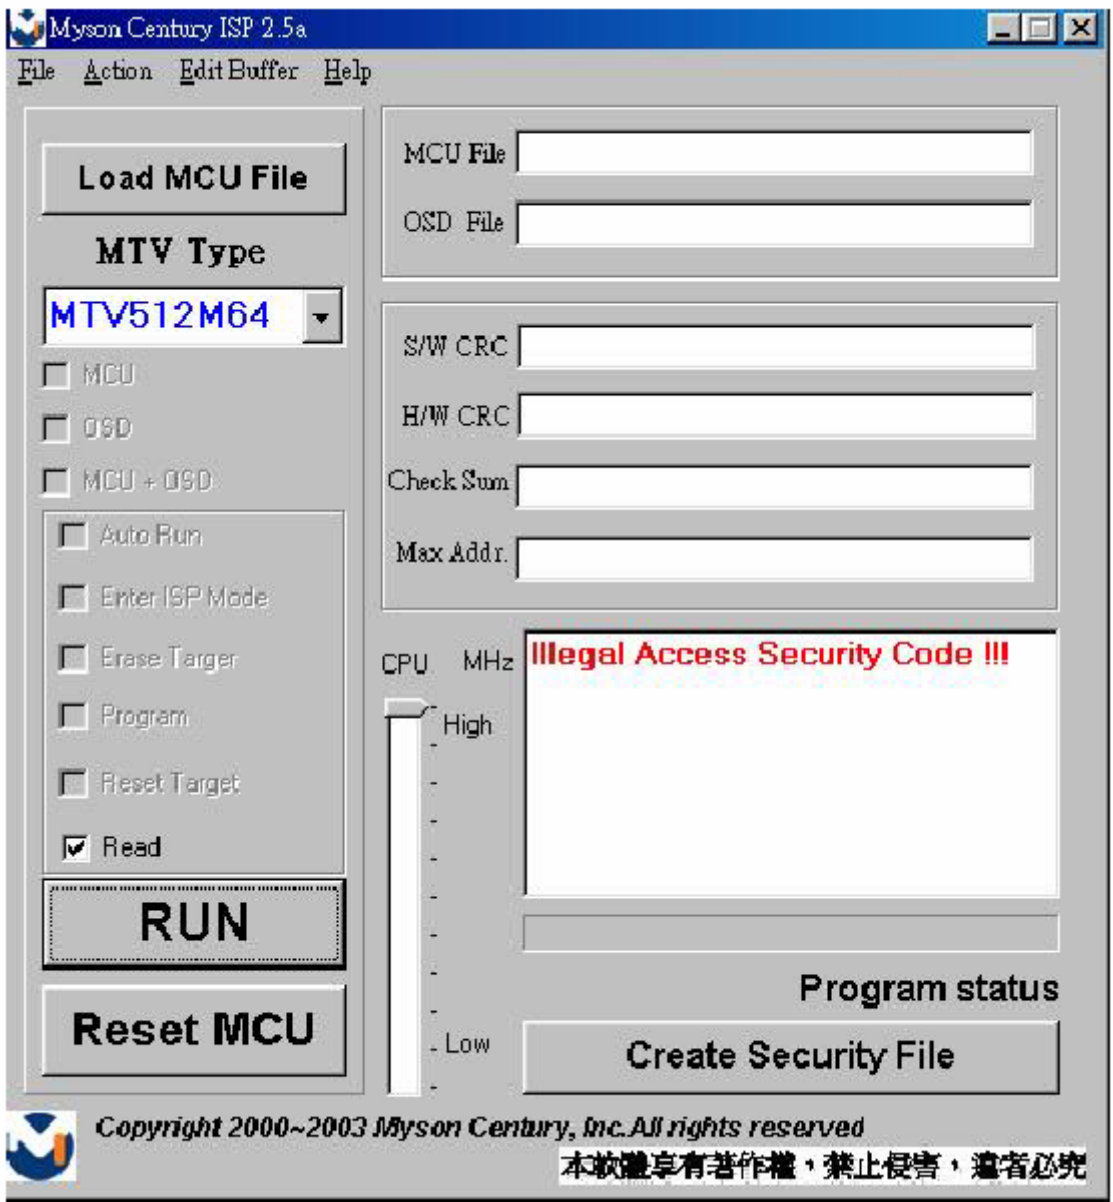 Myson Century ISP 2.5a
File Action Edit Buffer Help
Load MCU File
MTV Type
MTV512M64
MCU
OSD
MCU + OSD
Auto Run
Enter ISP Mode
Erase Targer
Program
Reset Target
Read
RUN
Reset MCU
MCU File
OSD File
S/W CRC
H/W CRC
Check Sum
Max Addr.
CPU MHz
High
Low
Illegal Access Security Code !!!
Program status
Create Security File
Copyright 2000~2003 Myson Century, Inc.All rights reserved
本軟體享有著作權，禁止侵害，違者必究